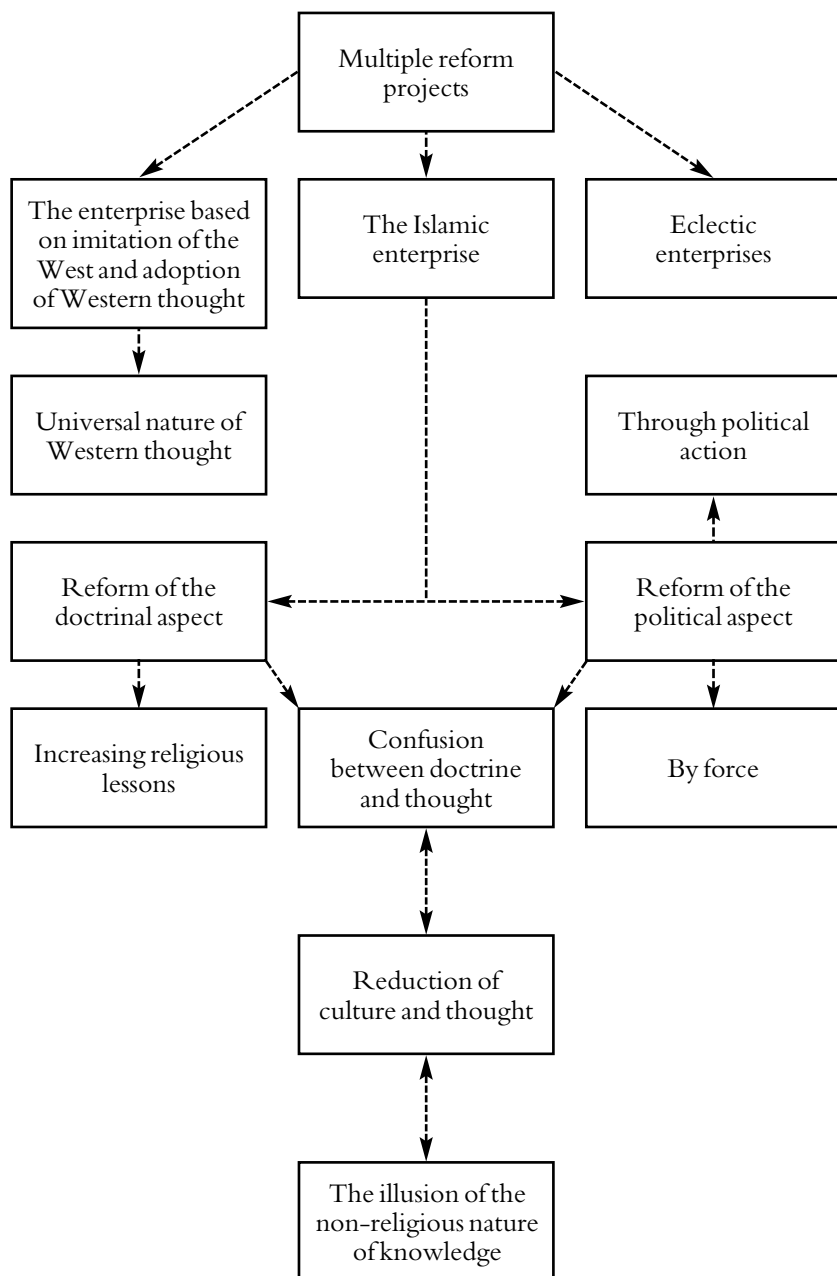 Multiple reform
projects
The enterprise based
on imitation of the
West and adoption
of Western thought
The Islamic
enterprise
Eclectic
enterprises
Universal nature of
Western thought
Through political
action
Reform of the
doctrinal aspect
Reform of the
political aspect
Increasing religious
lessons
Confusion
between doctrine
and thought
By force
Reduction of
culture and thought
The illusion of the
non-religious nature
of knowledge